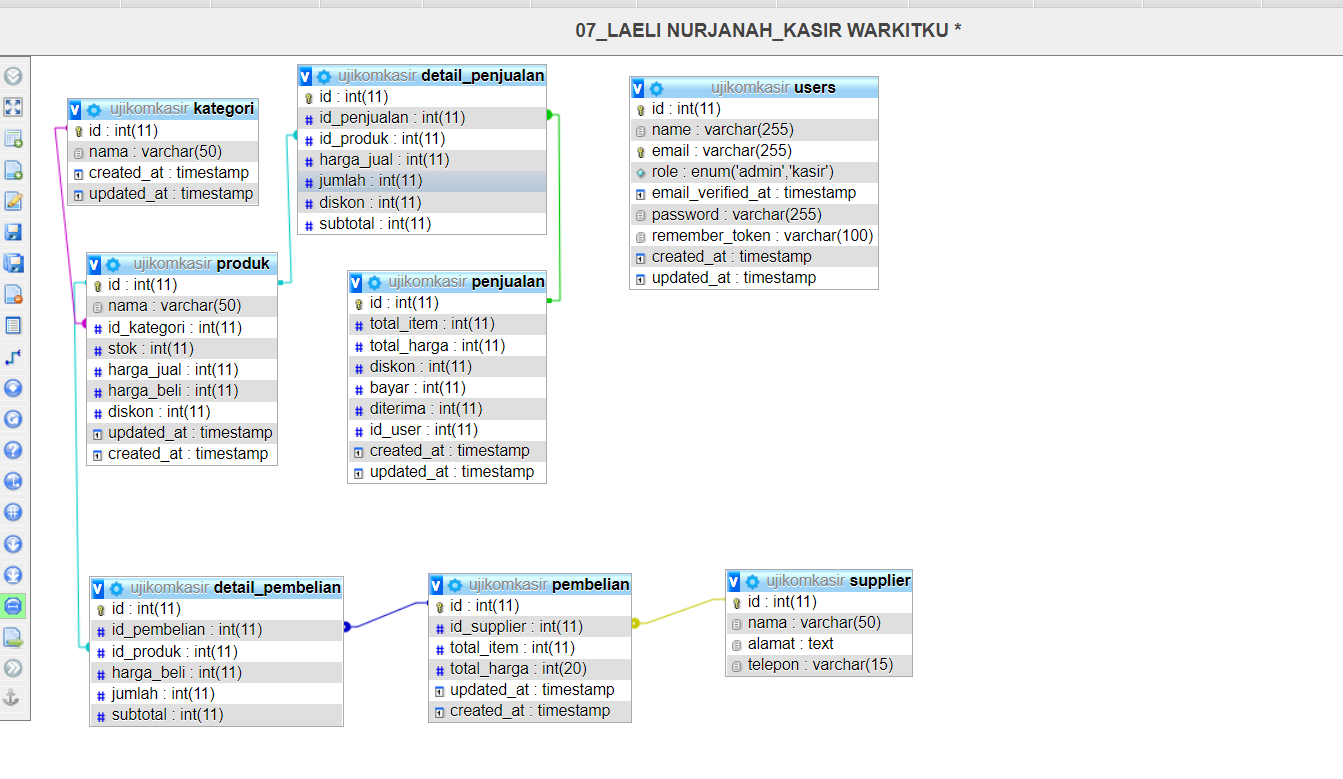 07_LAELI NURJANAH_KASIR WARKITKU *
ujikomkasir kategori
id : int(11)
nama : varchar(50)
created_at : timestamp
updated_at : timestamp
ujikomkasir detail_penjualan
id : int(11)
id_penjualan : int(11)
id_produk : int(11)
harga_jual : int(11)
jumlah : int(11)
diskon : int(11)
subtotal : int(11)
ujikomkasir users
id : int(11)
name : varchar(255)
email : varchar(255)
role : enum('admin','kasir')
email_verified_at : timestamp
password : varchar(255)
remember_token : varchar(100)
created_at : timestamp
updated_at : timestamp
ujikomkasir produk
id : int(11)
nama : varchar(50)
id_kategori : int(11)
stok : int(11)
harga_jual : int(11)
harga_beli : int(11)
diskon : int(11)
updated_at : timestamp
created_at : timestamp
ujikomkasir penjualan
id : int(11)
total_item : int(11)
total_harga : int(11)
diskon : int(11)
bayar : int(11)
diterima : int(11)
id_user : int(11)
created_at : timestamp
updated_at : timestamp
ujikomkasir detail_pembelian
id : int(11)
id_pembelian : int(11)
id_produk : int(11)
harga_beli : int(11)
jumlah : int(11)
subtotal : int(11)
ujikomkasir pembelian
id : int(11)
id_supplier : int(11)
total_item : int(11)
total_harga : int(20)
updated_at : timestamp
created_at : timestamp
ujikomkasir supplier
id : int(11)
nama : varchar(50)
alamat : text
telepon : varchar(15)